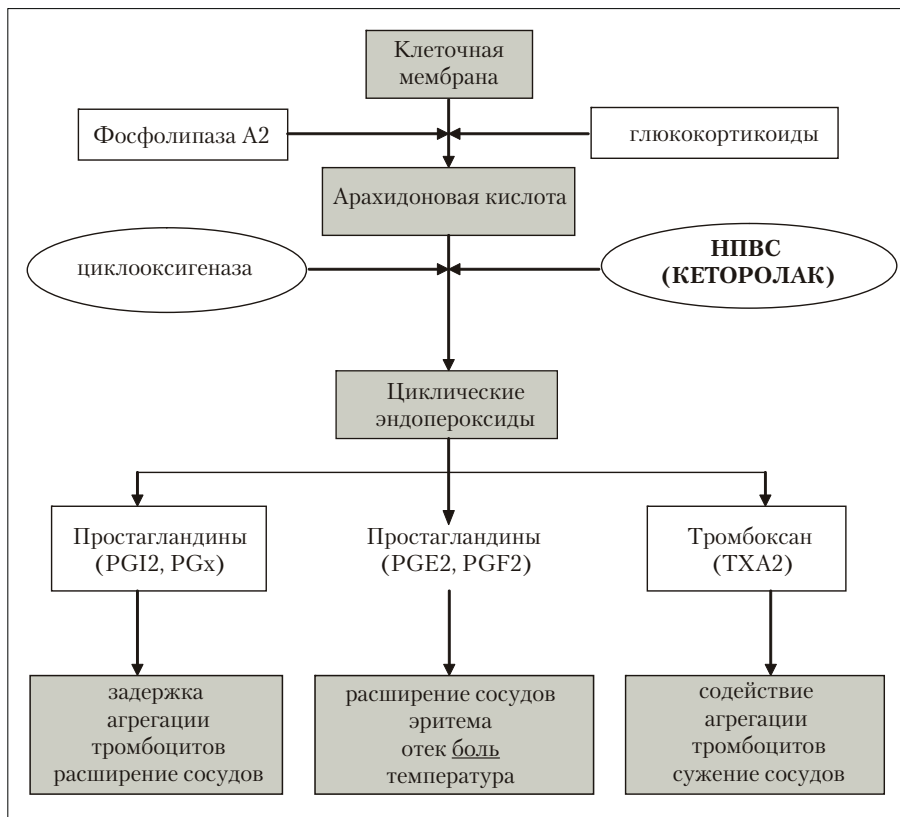 Клеточная
мембрана
Фосфолипаза А2
глюкокортикоиды
Арахидоновая кислота
циклооксигеназа
НПВС
(КЕТОРОЛАК)
Циклические
эндопероксиды
Простагландины
(PGI2, PGx)
Простагландины
(PGE2, PGF2)
Тромбоксан
(TXA2)
задержка
агрегации
тромбоцитов
расширение сосудов
расширение сосудов
эритема
отек боль
температура
содействие
агрегации
тромбоцитов
сужение сосудов